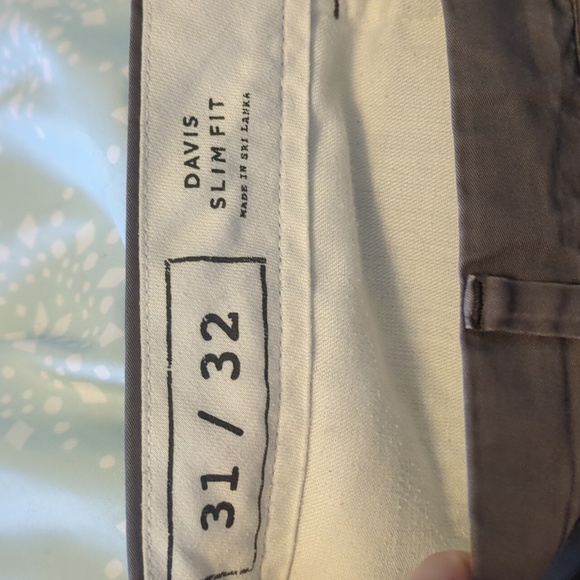 DAVIS
SLIM FIT
MADE IN SRI LANKA
31 / 32